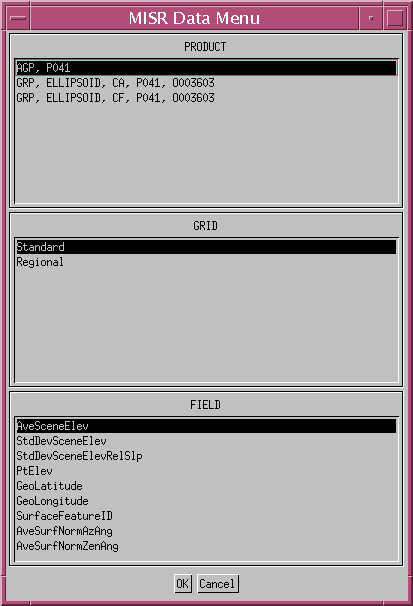 MISR Data Menu
PRODUCT
AGP, P041
GRP, ELLIPSOID, CA, P041, O003603
GRP, ELLIPSOID, CF, P041, O003603
GRID
Standard
Regional
FIELD
AveSceneElev
StdDevSceneElev
StdDevSceneElevRelSlp
PtElev
GeoLatitude
GeoLongitude
SurfaceFeatureID
AveSurfNormAzAng
AveSurfNormZenAng
OK Cancel